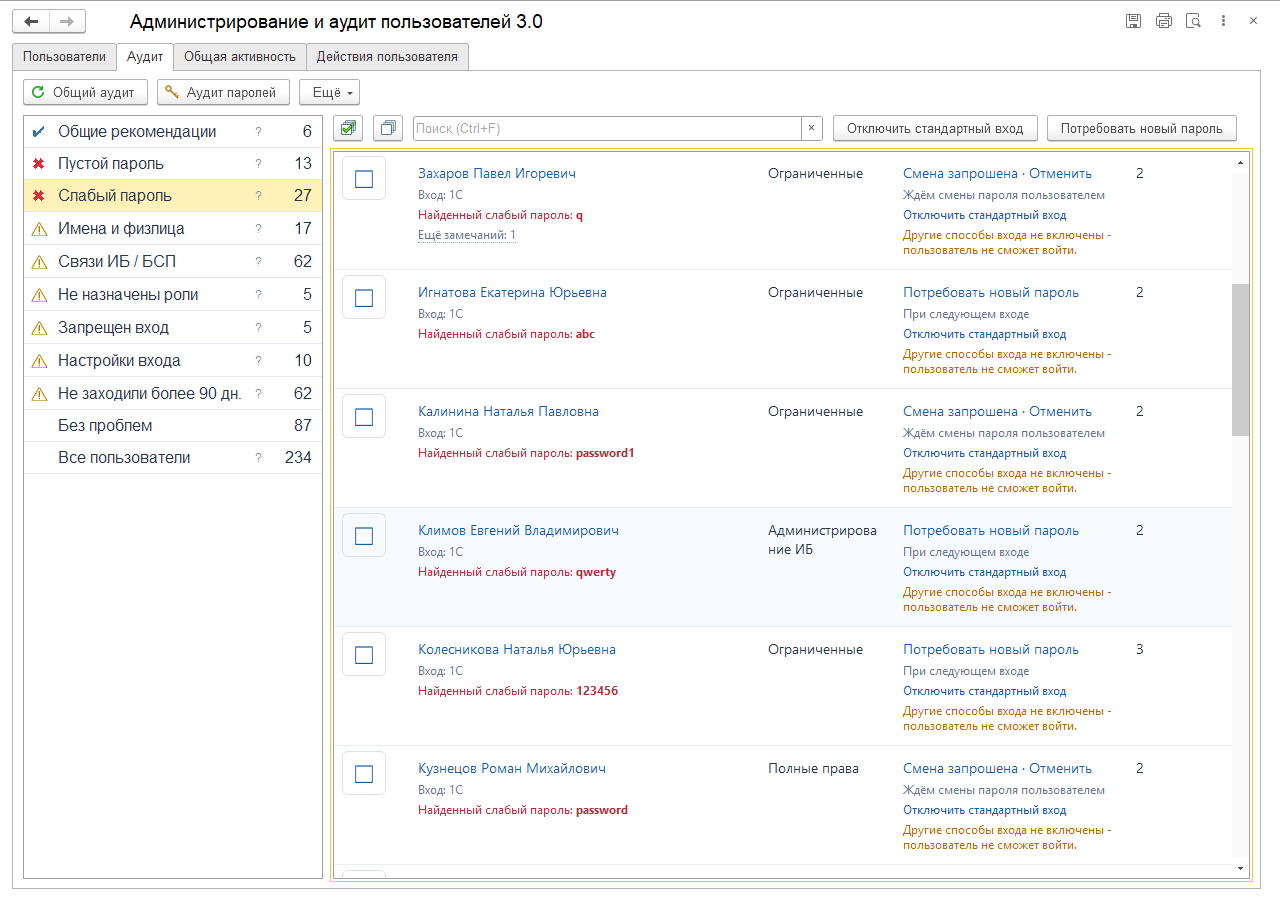 Администрирование и аудит пользователей 3.0
Пользователи
Аудит
Общая активность
Действия пользователя
Общий аудит
Аудит паролей
Ещё
Общие рекомендации ? 6
Пустой пароль ? 13
Слабый пароль ? 27
Имена и физлица ? 17
Связи ИБ / БСП ? 62
Не назначены роли ? 5
Запрещен вход ? 5
Настройки входа ? 10
Не заходили более 90 дн. ? 62
Без проблем 87
Все пользователи ? 234
Поиск (Ctrl+F)
×
Отключить стандартный вход
Потребовать новый пароль
Захаров Павел Игоревич
Вход: 1С
Найденный слабый пароль: q
Ещё замечаний: 1
Ограниченные
Смена запрошена · Отменить
Ждём смены пароля пользователем
Отключить стандартный вход
Другие способы входа не включены -
пользователь не сможет войти.
2
Игнатова Екатерина Юрьевна
Вход: 1С
Найденный слабый пароль: abc
Ограниченные
Потребовать новый пароль
При следующем входе
Отключить стандартный вход
Другие способы входа не включены -
пользователь не сможет войти.
2
Калинина Наталья Павловна
Вход: 1С
Найденный слабый пароль: password1
Ограниченные
Смена запрошена · Отменить
Ждём смены пароля пользователем
Отключить стандартный вход
Другие способы входа не включены -
пользователь не сможет войти.
2
Климов Евгений Владимирович
Вход: 1С
Найденный слабый пароль: qwerty
Администрирова
ние ИБ
Потребовать новый пароль
При следующем входе
Отключить стандартный вход
Другие способы входа не включены -
пользователь не сможет войти.
2
Колесникова Наталья Юрьевна
Вход: 1С
Найденный слабый пароль: 123456
Ограниченные
Потребовать новый пароль
При следующем входе
Отключить стандартный вход
Другие способы входа не включены -
пользователь не сможет войти.
3
Кузнецов Роман Михайлович
Вход: 1С
Найденный слабый пароль: password
Полные права
Смена запрошена · Отменить
Ждём смены пароля пользователем
Отключить стандартный вход
Другие способы входа не включены -
пользователь не сможет войти.
2